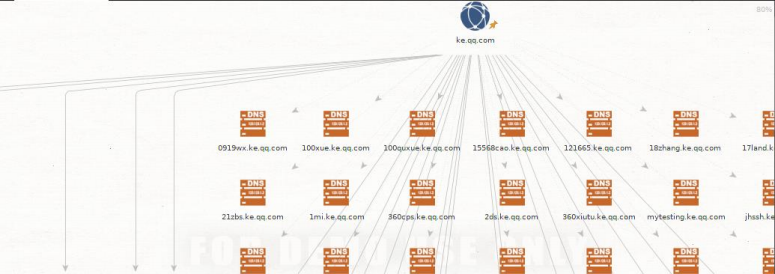 80%
ke.qq.com
DNS DNS DNS DNS DNS DNS DNS
0919wx.ke.qq.com 100xue.ke.qq.com 100quxue.ke.qq.com 15568cao.ke.qq.com 121665.ke.qq.com 18zhang.ke.qq.com 17land.k
DNS DNS DNS DNS DNS DNS DNS
21zbs.ke.qq.com 1mi.ke.qq.com 360cps.ke.qq.com 2ds.ke.qq.com 360xiutu.ke.qq.com mytesting.ke.qq.com jhssh.ke
DNS DNS DNS DNS DNS DNS DNS